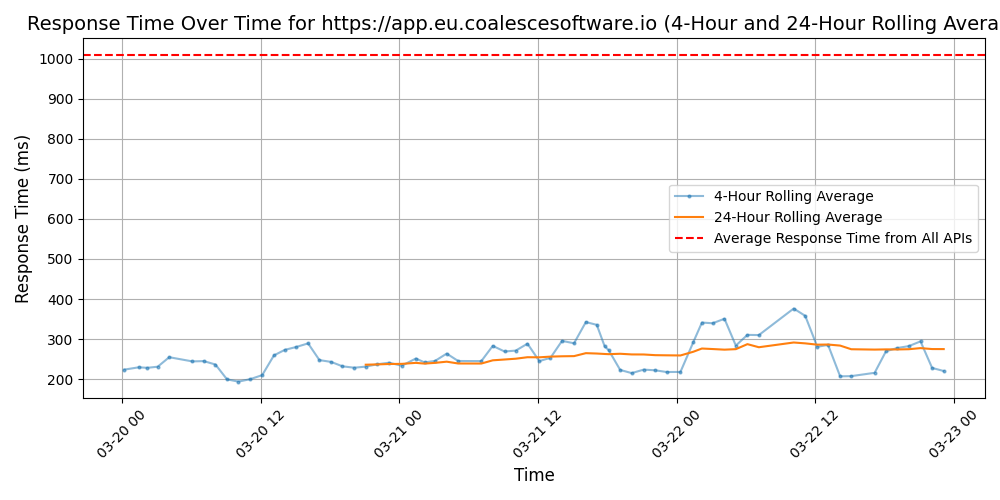 Response Time Over Time for https://app.eu.coalescesoftware.io (4-Hour and 24-Hour Rolling Avera
1000
900
800
700
600
500
400
300
200
Response Time (ms)
4-Hour Rolling Average
24-Hour Rolling Average
Average Response Time from All APIs
03-20 00
03-20 12
03-21 00
03-21 12
03-22 00
03-22 12
03-23 00
Time